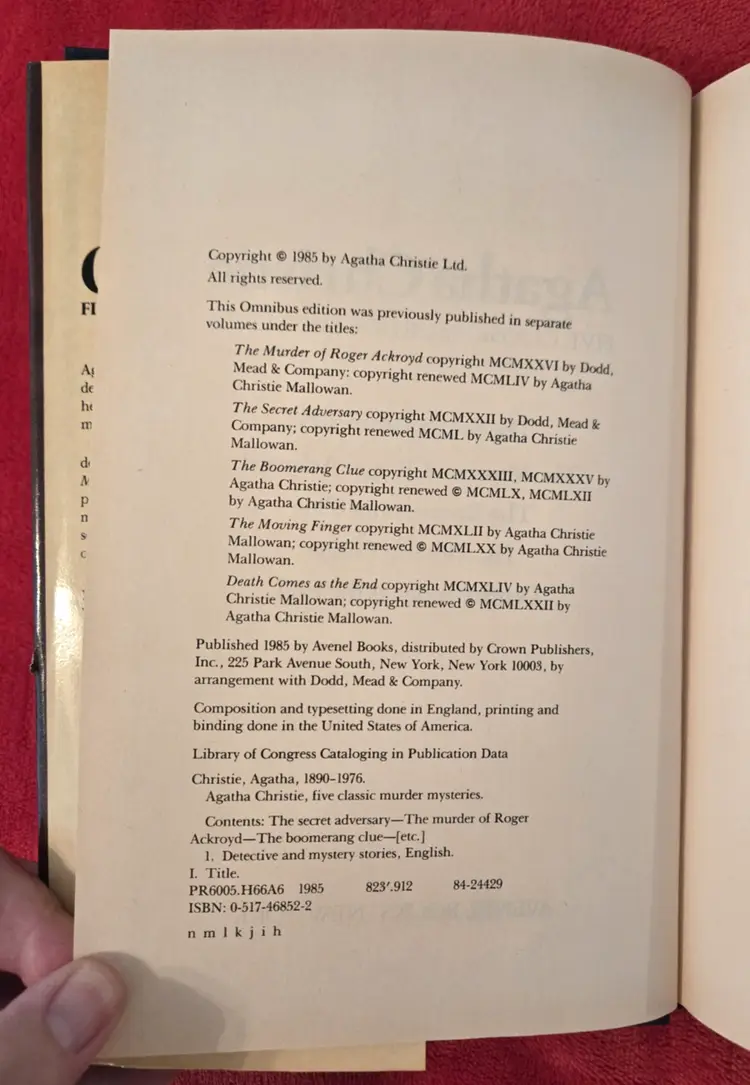 Copyright © 1985 by Agatha Christie Ltd.
All rights reserved.
This Omnibus edition was previously published in separate
volumes under the titles:
The Murder of Roger Ackroyd copyright MCMXXVI by Dodd,
Mead & Company: copyright renewed MCMLIV by Agatha
Christie Mallowan.
The Secret Adversary copyright MCMXXII by Dodd, Mead &
Company; copyright renewed MCML by Agatha Christie
Mallowan.
The Boomerang Clue copyright MCMXXXIII, MCMXXXV by
Agatha Christie; copyright renewed © MCMLX, MCMLXII
by Agatha Christie Mallowan.
The Moving Finger copyright MCMXLII by Agatha Christie
Mallowan; copyright renewed © MCMLXX by Agatha Christie
Mallowan.
Death Comes as the End copyright MCMXLIV by Agatha
Christie Mallowan; copyright renewed © MCMLXXII by
Agatha Christie Mallowan.
Published 1985 by Avenel Books, distributed by Crown Publishers,
Inc., 225 Park Avenue South, New York, New York 10003, by
arrangement with Dodd, Mead & Company.
Composition and typesetting done in England, printing and
binding done in the United States of America.
Library of Congress Cataloging in Publication Data
Christie, Agatha, 1890–1976.
Agatha Christie, five classic murder mysteries.
Contents: The secret adversary—The murder of Roger
Ackroyd—The boomerang clue—[etc.]
1. Detective and mystery stories, English.
I. Title.
PR6005.H66A6 1985 823′.912 84-24429
ISBN: 0-517-46852-2
n m l k j i h